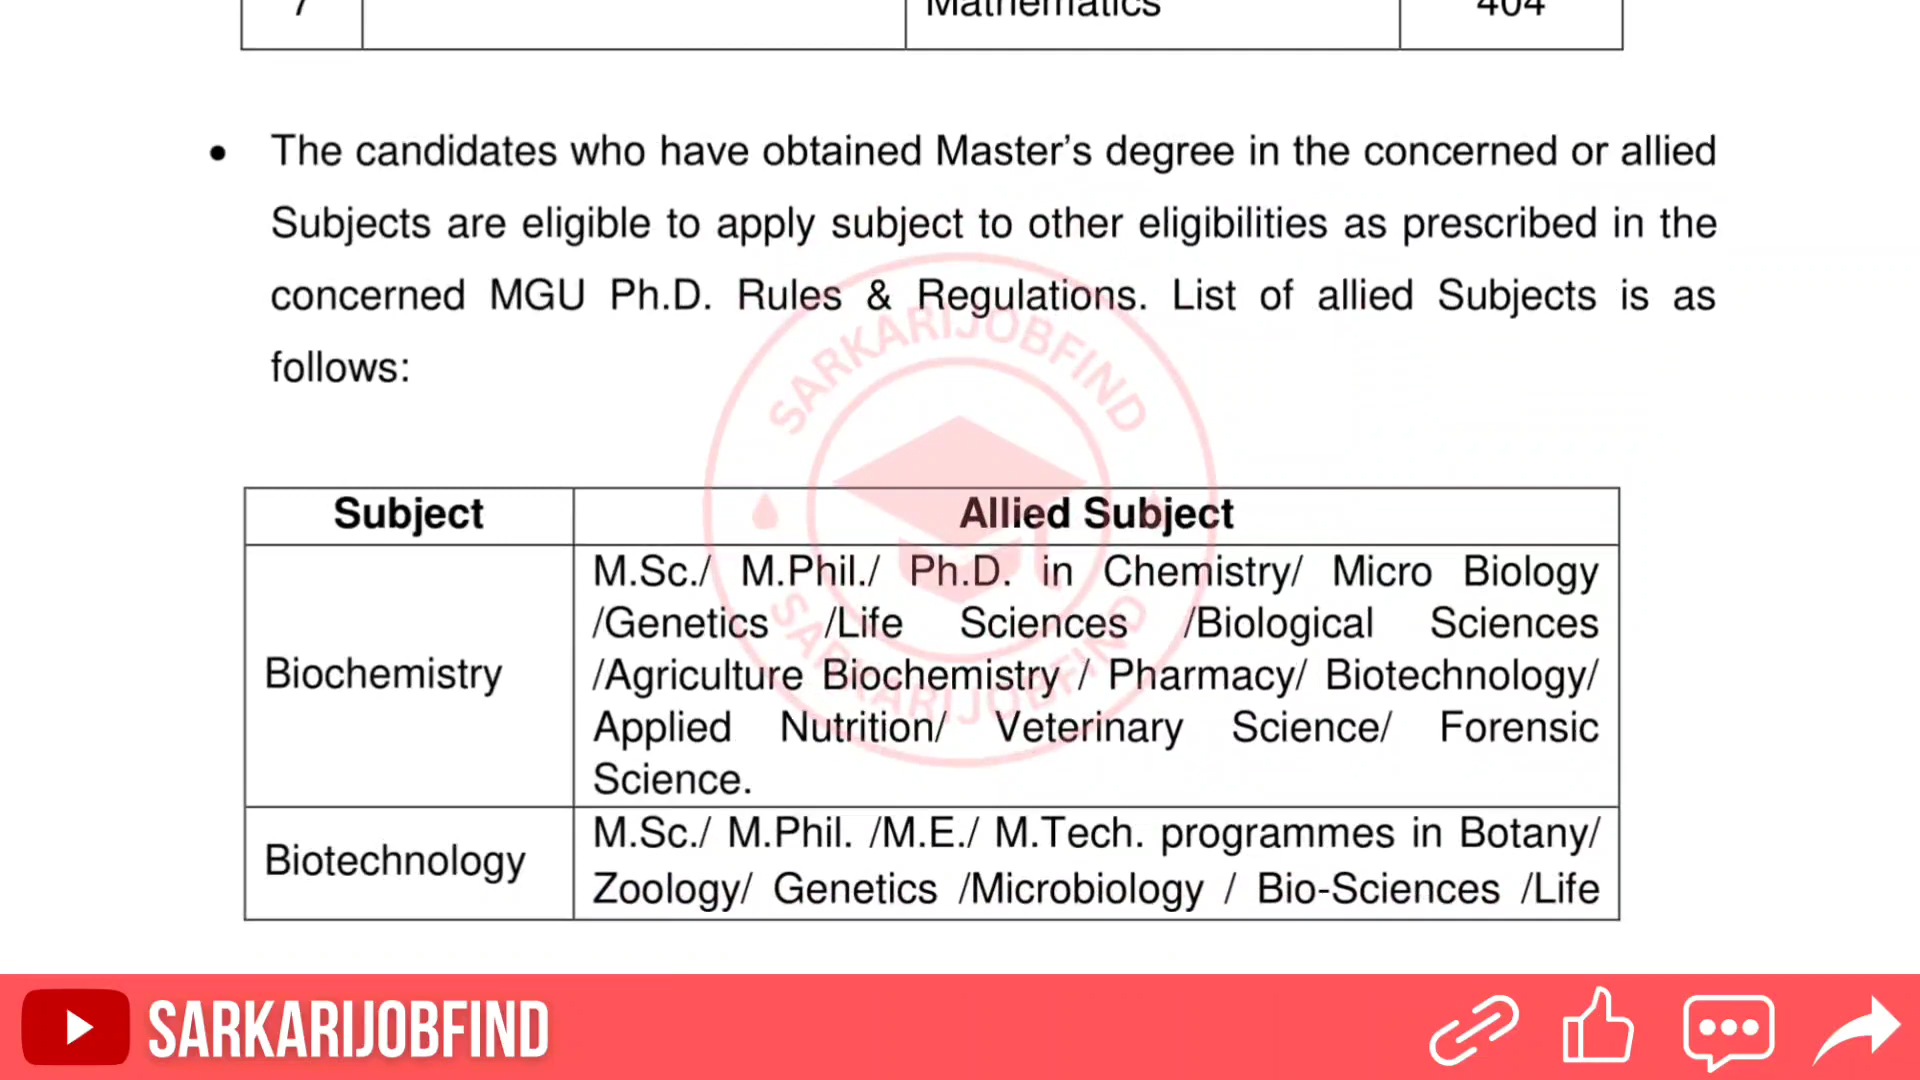 7 Mathematics 404
• The candidates who have obtained Master’s degree in the concerned or allied
Subjects are eligible to apply subject to other eligibilities as prescribed in the
concerned MGU Ph.D. Rules & Regulations. List of allied Subjects is as
follows:
Subject Allied Subject
Biochemistry
M.Sc./ M.Phil./ Ph.D. in Chemistry/ Micro Biology
/Genetics /Life Sciences /Biological Sciences
/Agriculture Biochemistry / Pharmacy/ Biotechnology/
Applied Nutrition/ Veterinary Science/ Forensic
Science.
Biotechnology
M.Sc./ M.Phil. /M.E./ M.Tech. programmes in Botany/
Zoology/ Genetics /Microbiology / Bio-Sciences /Life
SARKARIJOBFIND
SARKARIJOBFIND
SARKARIJOBFIND